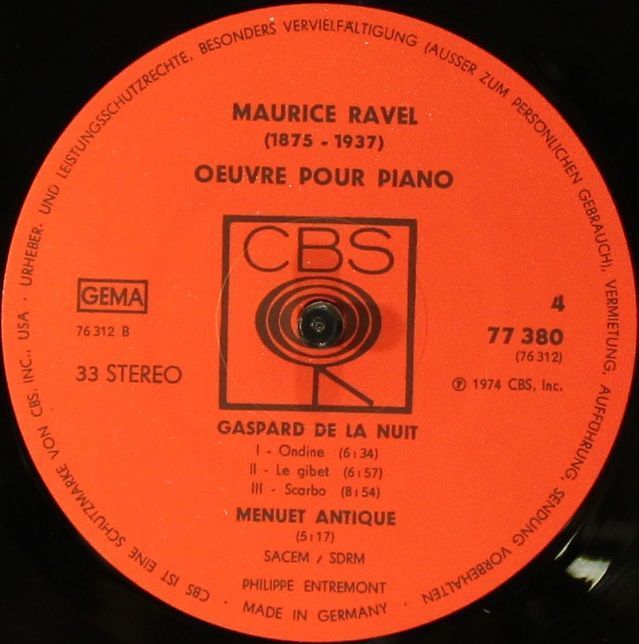 MAURICE RAVEL
(1875 - 1937)
OEUVRE POUR PIANO
CBS
GEMA
76 312 B
33 STEREO
4
77 380
(76 312)
℗ 1974 CBS, Inc.
GASPARD DE LA NUIT
I - Ondine (6:34)
II - Le gibet (6:57)
III - Scarbo (8:54)
MENUET ANTIQUE
(5:17)
SACEM / SDRM
PHILIPPE ENTREMONT
· MADE IN GERMANY ·
CBS IST EINE SCHUTZMARKE VON CBS, INC., USA · URHEBER- UND LEISTUNGSSCHUTZRECHTE, BESONDERS VERVIELFÄLTIGUNG (AUSSER ZUM PERSÖNLICHEN GEBRAUCH), VERMIETUNG, AUFFÜHRUNG, SENDUNG VORBEHALTEN